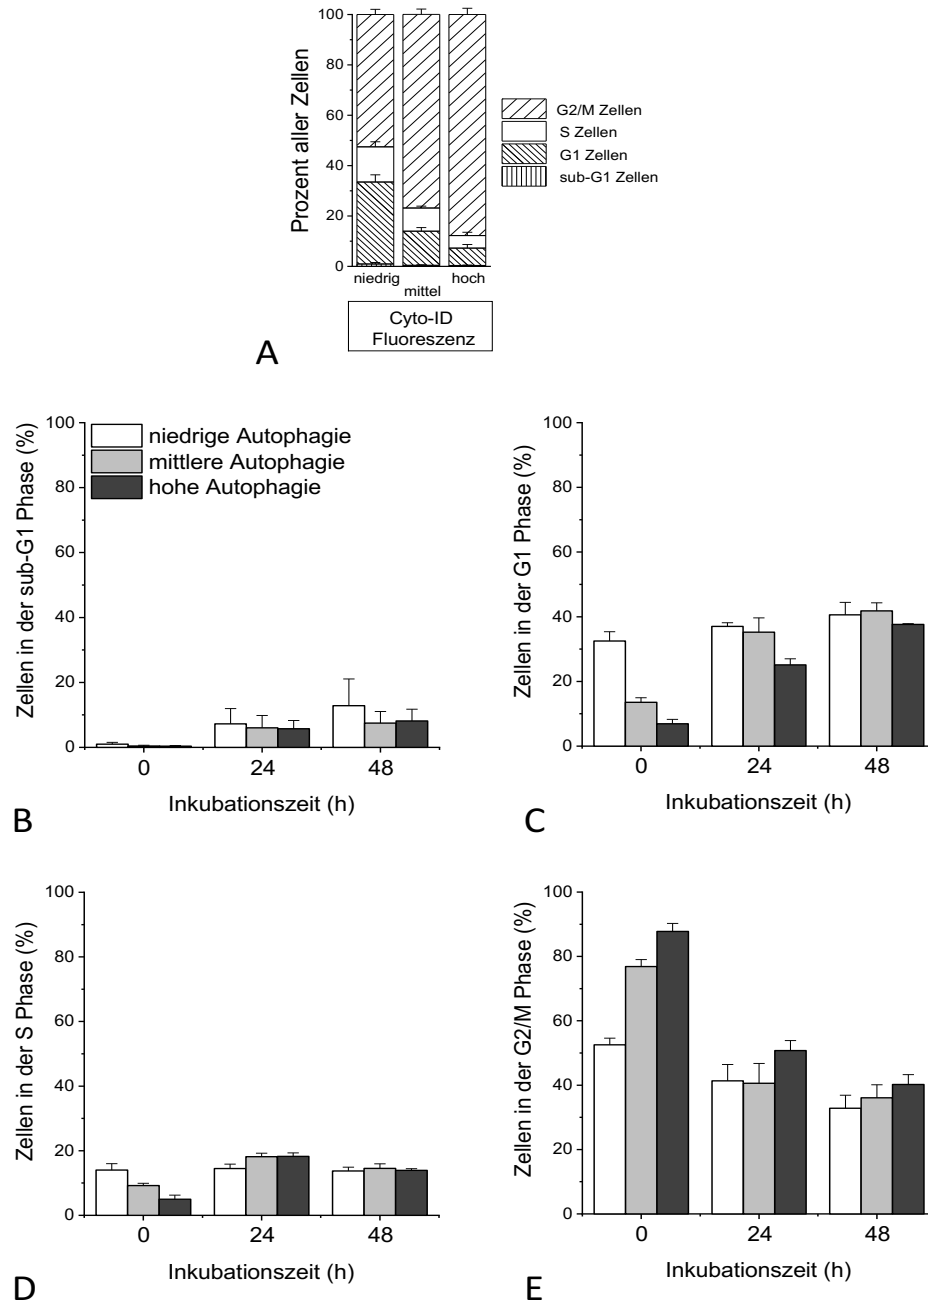 Prozent aller Zellen
100
80
60
40
20
0
niedrig
mittel
hoch
Cyto-ID
Fluoreszenz
G2/M Zellen
S Zellen
G1 Zellen
sub-G1 Zellen
A
Zellen in der sub-G1 Phase (%)
100
80
60
40
20
0
niedrige Autophagie
mittlere Autophagie
hohe Autophagie
0 24 48
Inkubationszeit (h)
B
Zellen in der G1 Phase (%)
100
80
60
40
20
0
0 24 48
Inkubationszeit (h)
C
Zellen in der S Phase (%)
100
80
60
40
20
0
0 24 48
Inkubationszeit (h)
D
Zellen in der G2/M Phase (%)
100
80
60
40
20
0
0 24 48
Inkubationszeit (h)
E